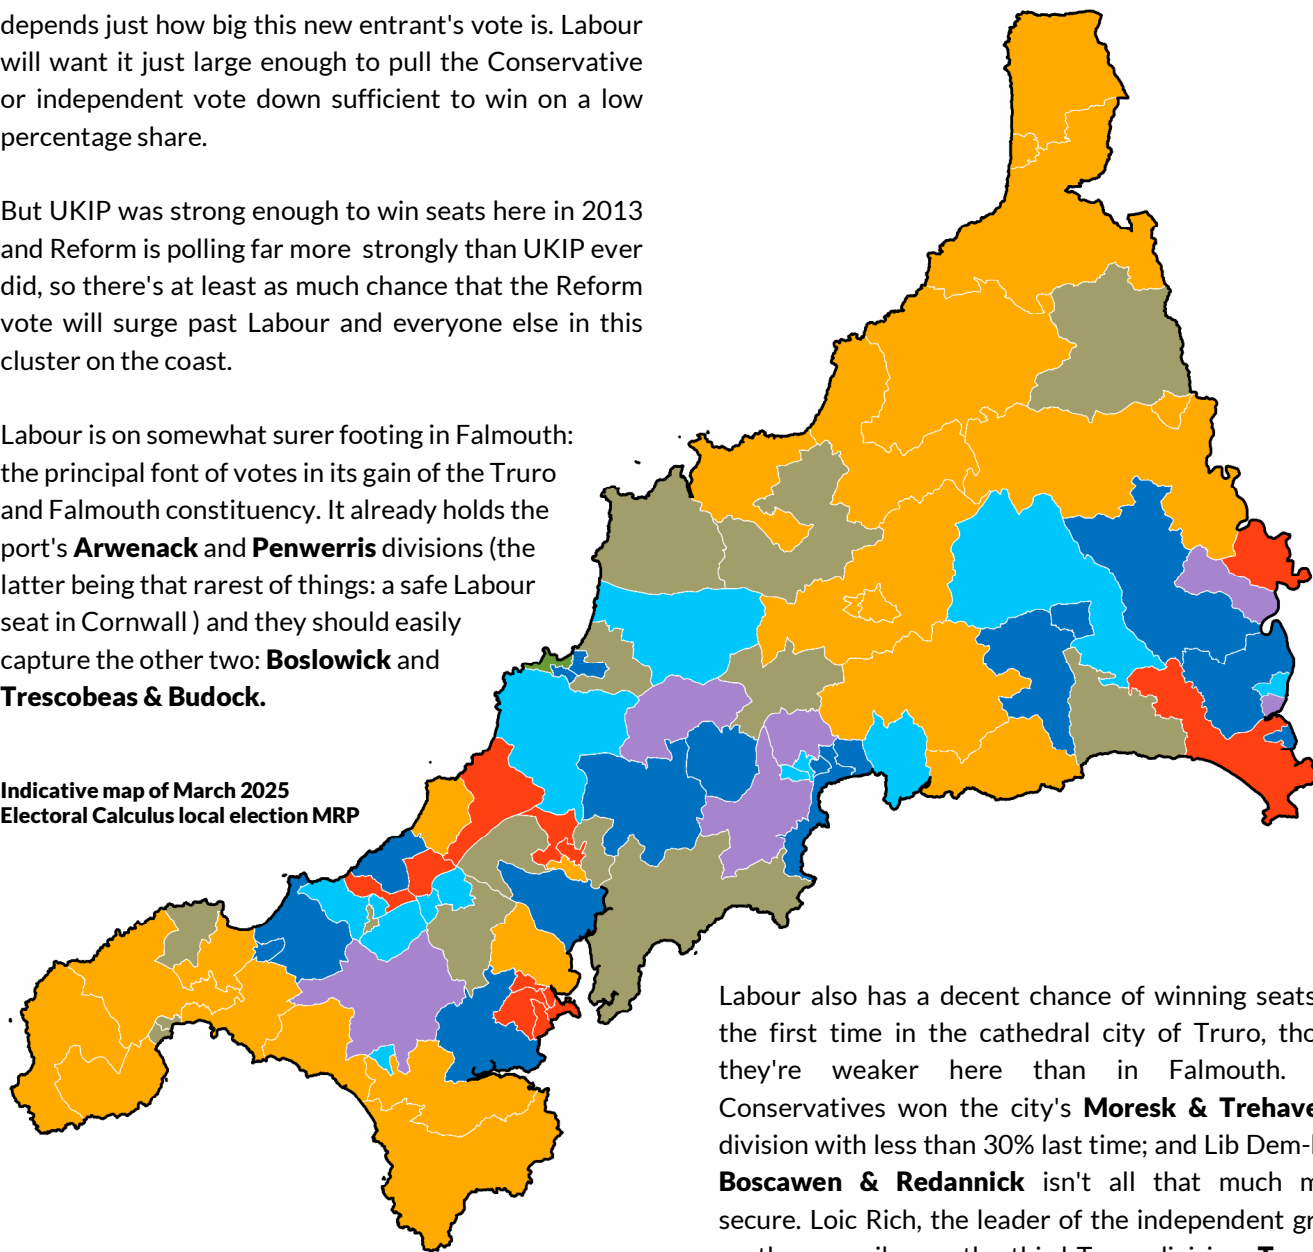 depends just how big this new entrant's vote is. Labour
will want it just large enough to pull the Conservative
or independent vote down sufficient to win on a low
percentage share.
But UKIP was strong enough to win seats here in 2013
and Reform is polling far more strongly than UKIP ever
did, so there's at least as much chance that the Reform
vote will surge past Labour and everyone else in this
cluster on the coast.
Labour is on somewhat surer footing in Falmouth:
the principal font of votes in its gain of the Truro
and Falmouth constituency. It already holds the
port's Arwenack and Penwerris divisions (the
latter being that rarest of things: a safe Labour
seat in Cornwall ) and they should easily
capture the other two: Boslowick and
Trescobeas & Budock.
Indicative map of March 2025
Electoral Calculus local election MRP
Labour also has a decent chance of winning seats
the first time in the cathedral city of Truro,
they're weaker here than in Falmouth.
Conservatives won the city's Moresk &
division with less than 30% last time; and Lib
Boscawen & Redannick isn't all that much
secure. Loic Rich, the leader of the independent